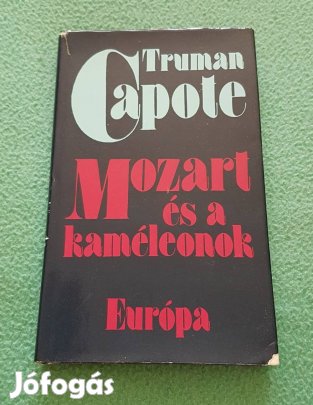 Truman
Capote
Mozart
és a
kaméleonok
Európa
Jófogás